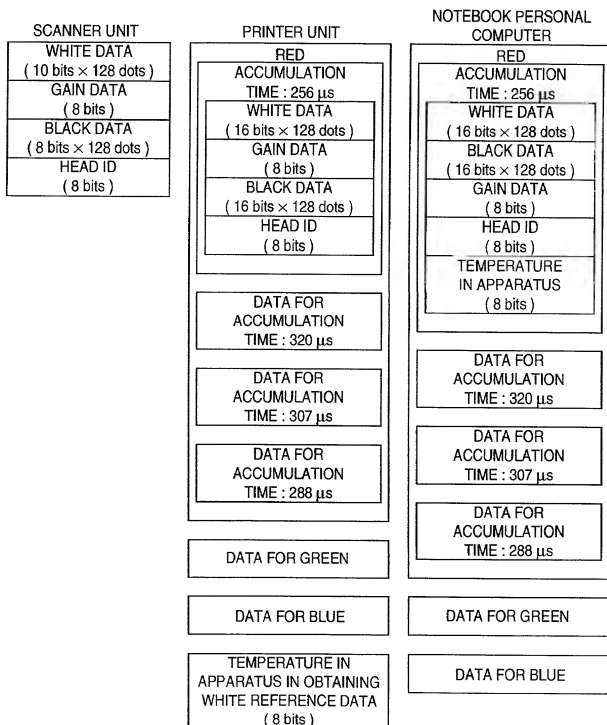 SCANNER UNIT
WHITE DATA
( 10 bits × 128 dots )
GAIN DATA
( 8 bits )
BLACK DATA
( 8 bits × 128 dots )
HEAD ID
( 8 bits )
PRINTER UNIT
RED
ACCUMULATION
TIME : 256 µs
WHITE DATA
( 16 bits × 128 dots )
GAIN DATA
( 8 bits )
BLACK DATA
( 16 bits × 128 dots )
HEAD ID
( 8 bits )
DATA FOR
ACCUMULATION
TIME : 320 µs
DATA FOR
ACCUMULATION
TIME : 307 µs
DATA FOR
ACCUMULATION
TIME : 288 µs
DATA FOR GREEN
DATA FOR BLUE
TEMPERATURE IN
APPARATUS IN OBTAINING
WHITE REFERENCE DATA
( 8 bits )
NOTEBOOK PERSONAL
COMPUTER
RED
ACCUMULATION
TIME : 256 µs
WHITE DATA
( 16 bits × 128 dots )
BLACK DATA
( 16 bits × 128 dots )
GAIN DATA
( 8 bits )
HEAD ID
( 8 bits )
TEMPERATURE
IN APPARATUS
( 8 bits )
DATA FOR
ACCUMULATION
TIME : 320 µs
DATA FOR
ACCUMULATION
TIME : 307 µs
DATA FOR
ACCUMULATION
TIME : 288 µs
DATA FOR GREEN
DATA FOR BLUE